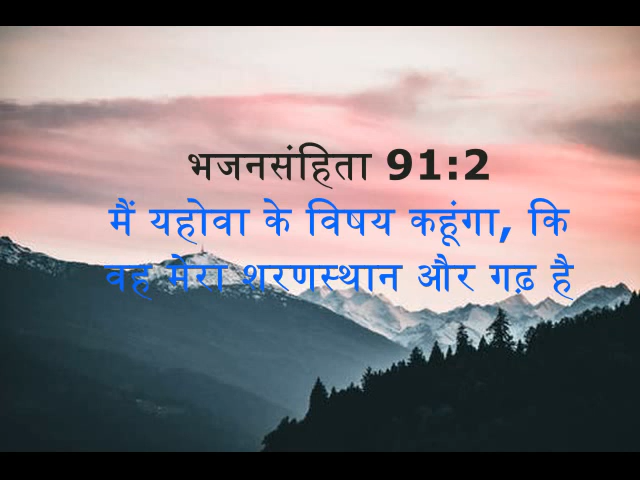 भजनसंहिता 91:2
मैं यहोवा के विषय कहूंगा, कि
वह मेरा शरणस्थान और गढ़ है